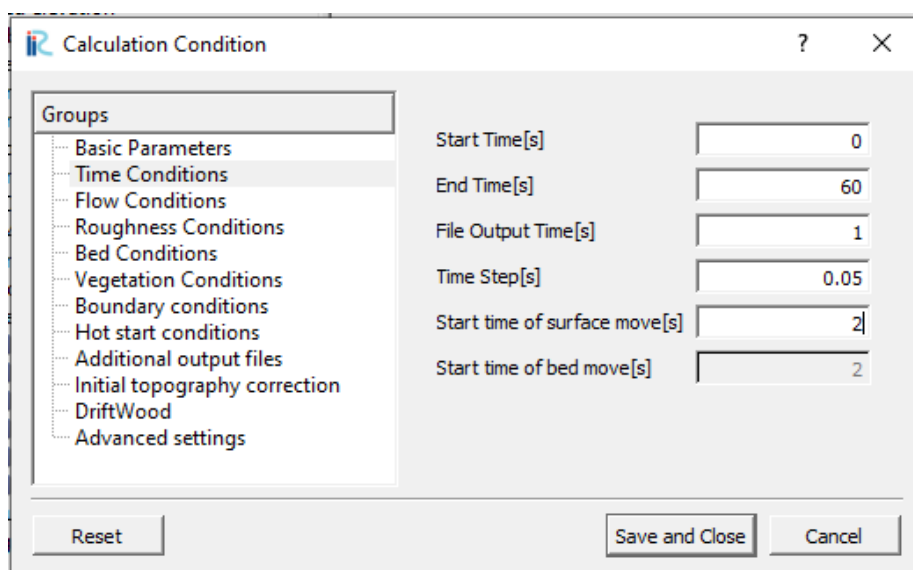 Calculation Condition
?
Groups
Basic Parameters
Time Conditions
Flow Conditions
Roughness Conditions
Bed Conditions
Vegetation Conditions
Boundary conditions
Hot start conditions
Additional output files
Initial topography correction
DriftWood
Advanced settings
Start Time[s] 0
End Time[s] 60
File Output Time[s] 1
Time Step[s] 0.05
Start time of surface move[s] 2
Start time of bed move[s] 2
Reset
Save and Close
Cancel